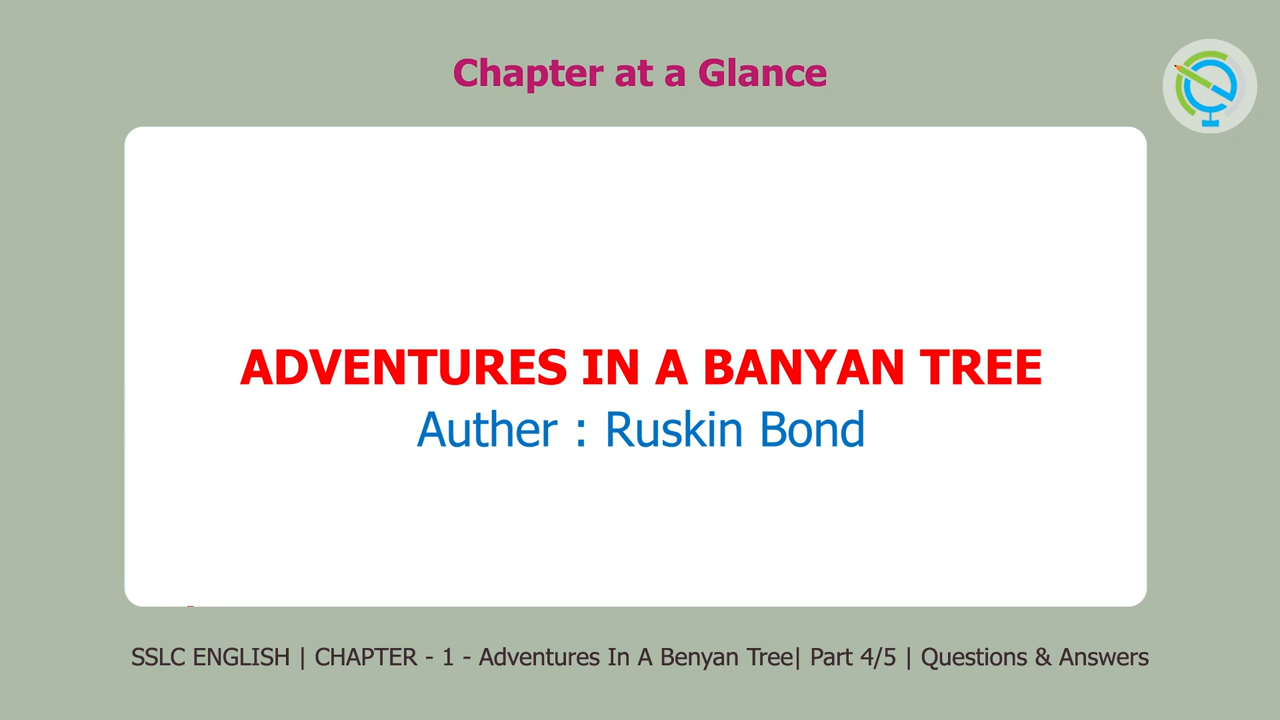 Chapter at a Glance
ADVENTURES IN A BANYAN TREE
Auther : Ruskin Bond
SSLC ENGLISH | CHAPTER - 1 - Adventures In A Benyan Tree| Part 4/5 | Questions & Answers